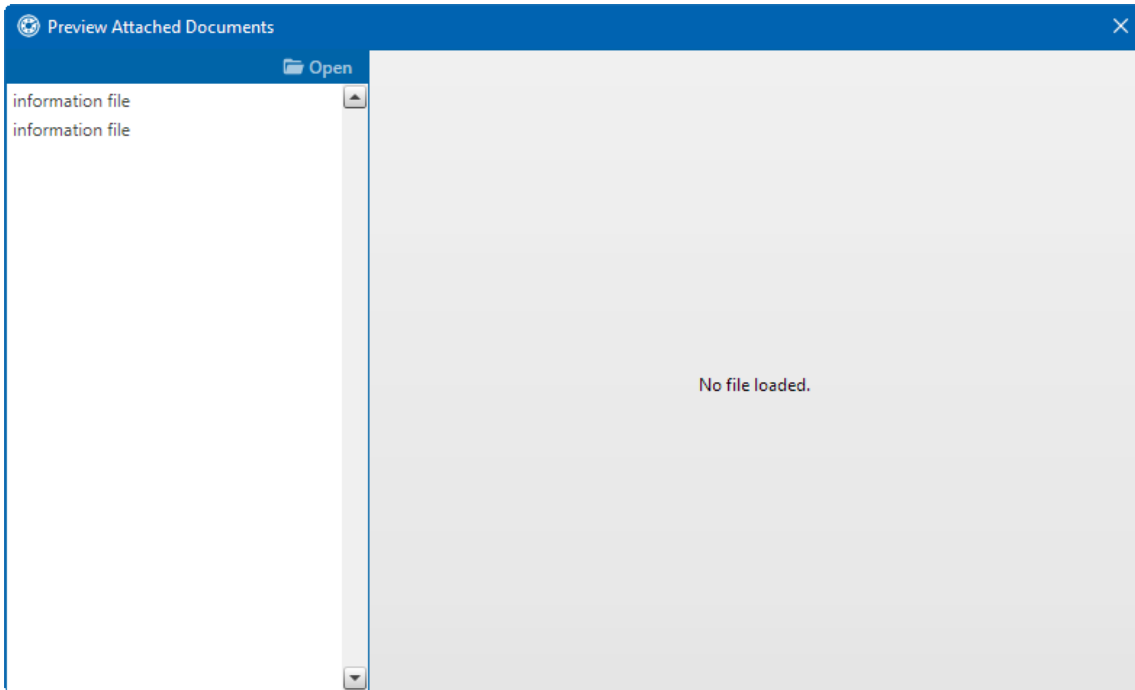 Preview Attached Documents
Open
information file
information file
No file loaded.